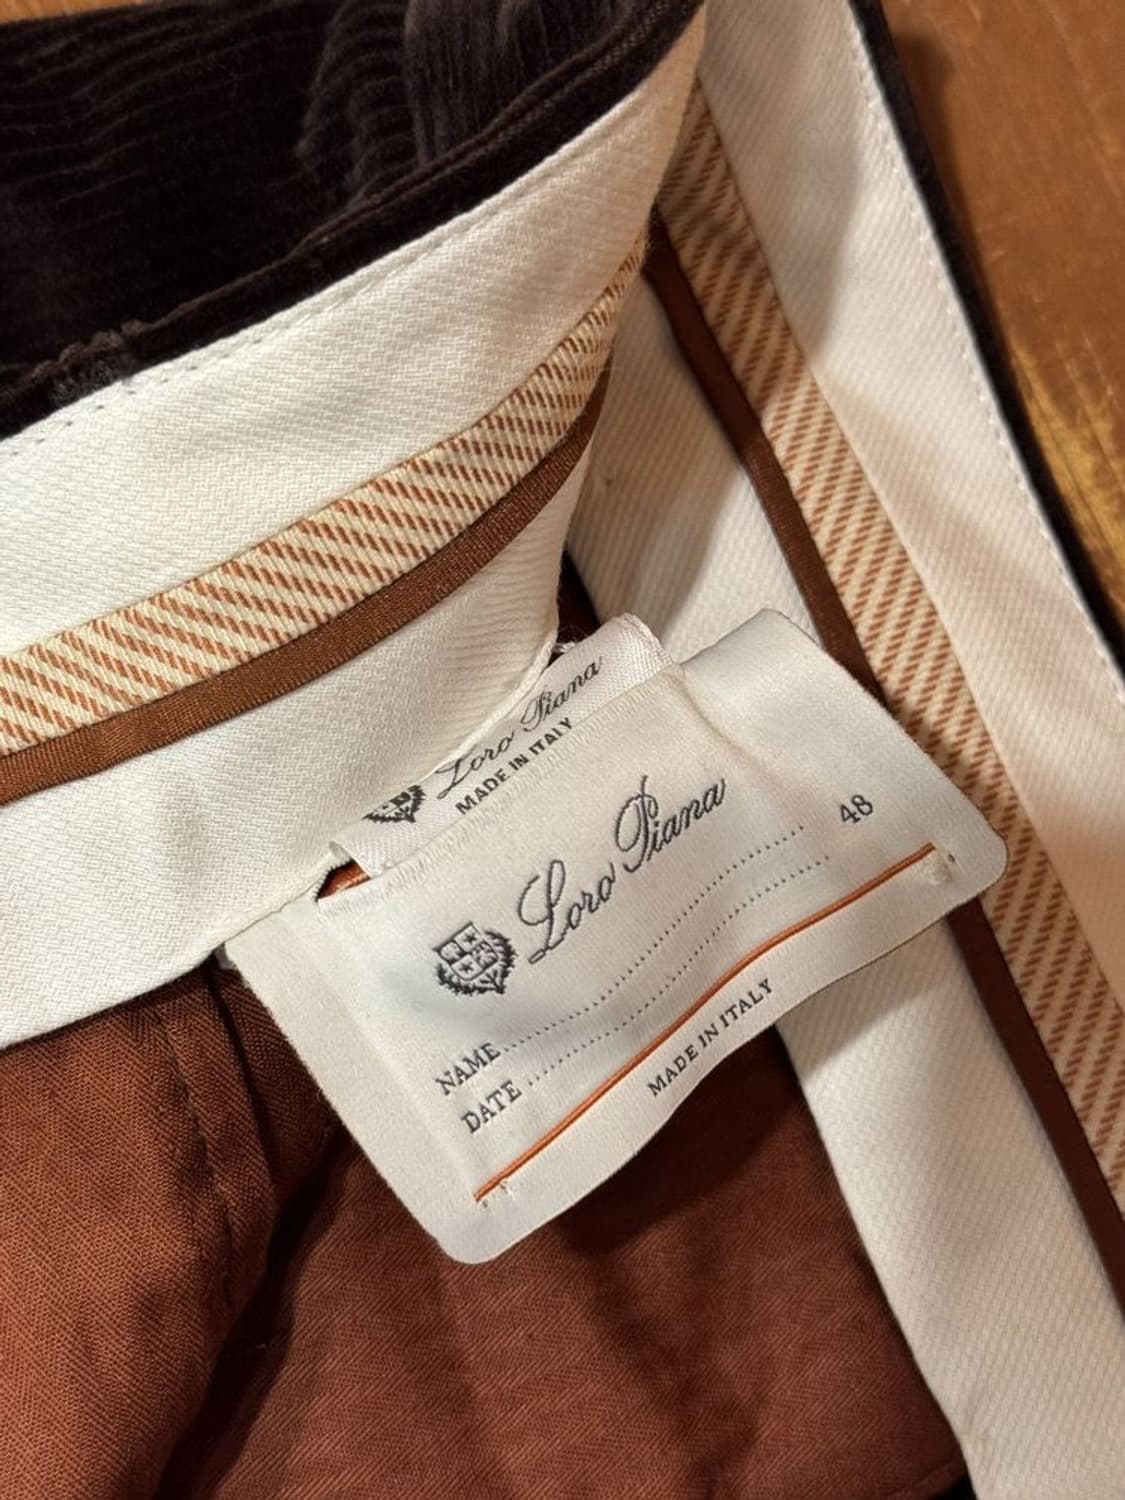 Loro Piana
MADE IN ITALY
Loro Piana
48
NAME....................
DATE....................
MADE IN ITALY